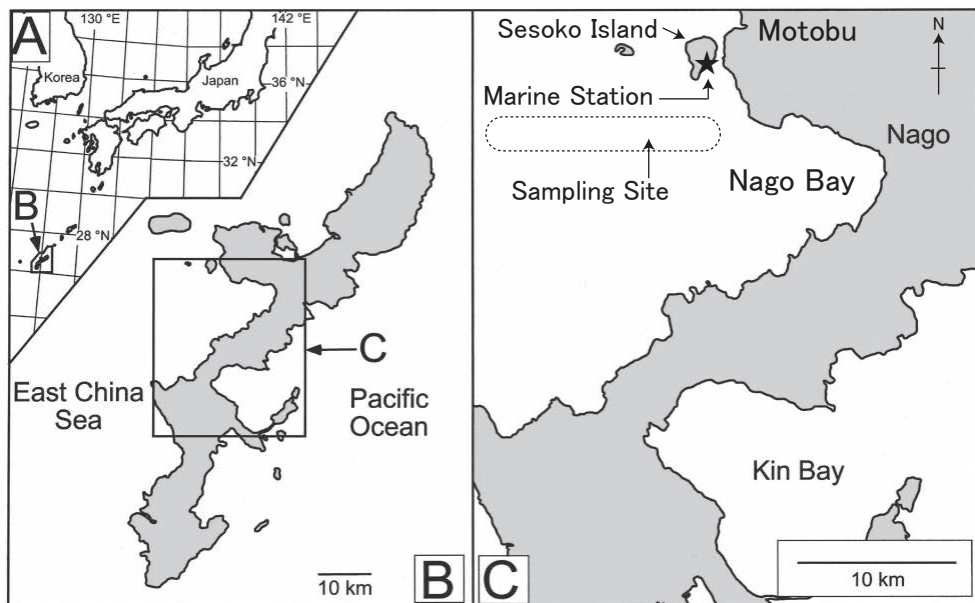 A
130 °E
142 °E
Korea
Japan
36 °N
32 °N
B
28 °N
C
East China
Sea
Pacific
Ocean
10 km
B
Sesoko Island
Motobu
N
Marine Station
Nago
Sampling Site
Nago Bay
Kin Bay
C
10 km